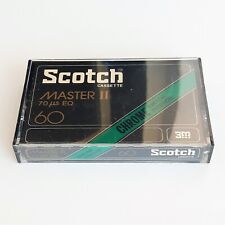 Scotch
CASSETTE
MASTER II
70 µs EQ
60
CHROME
3M
Scotch